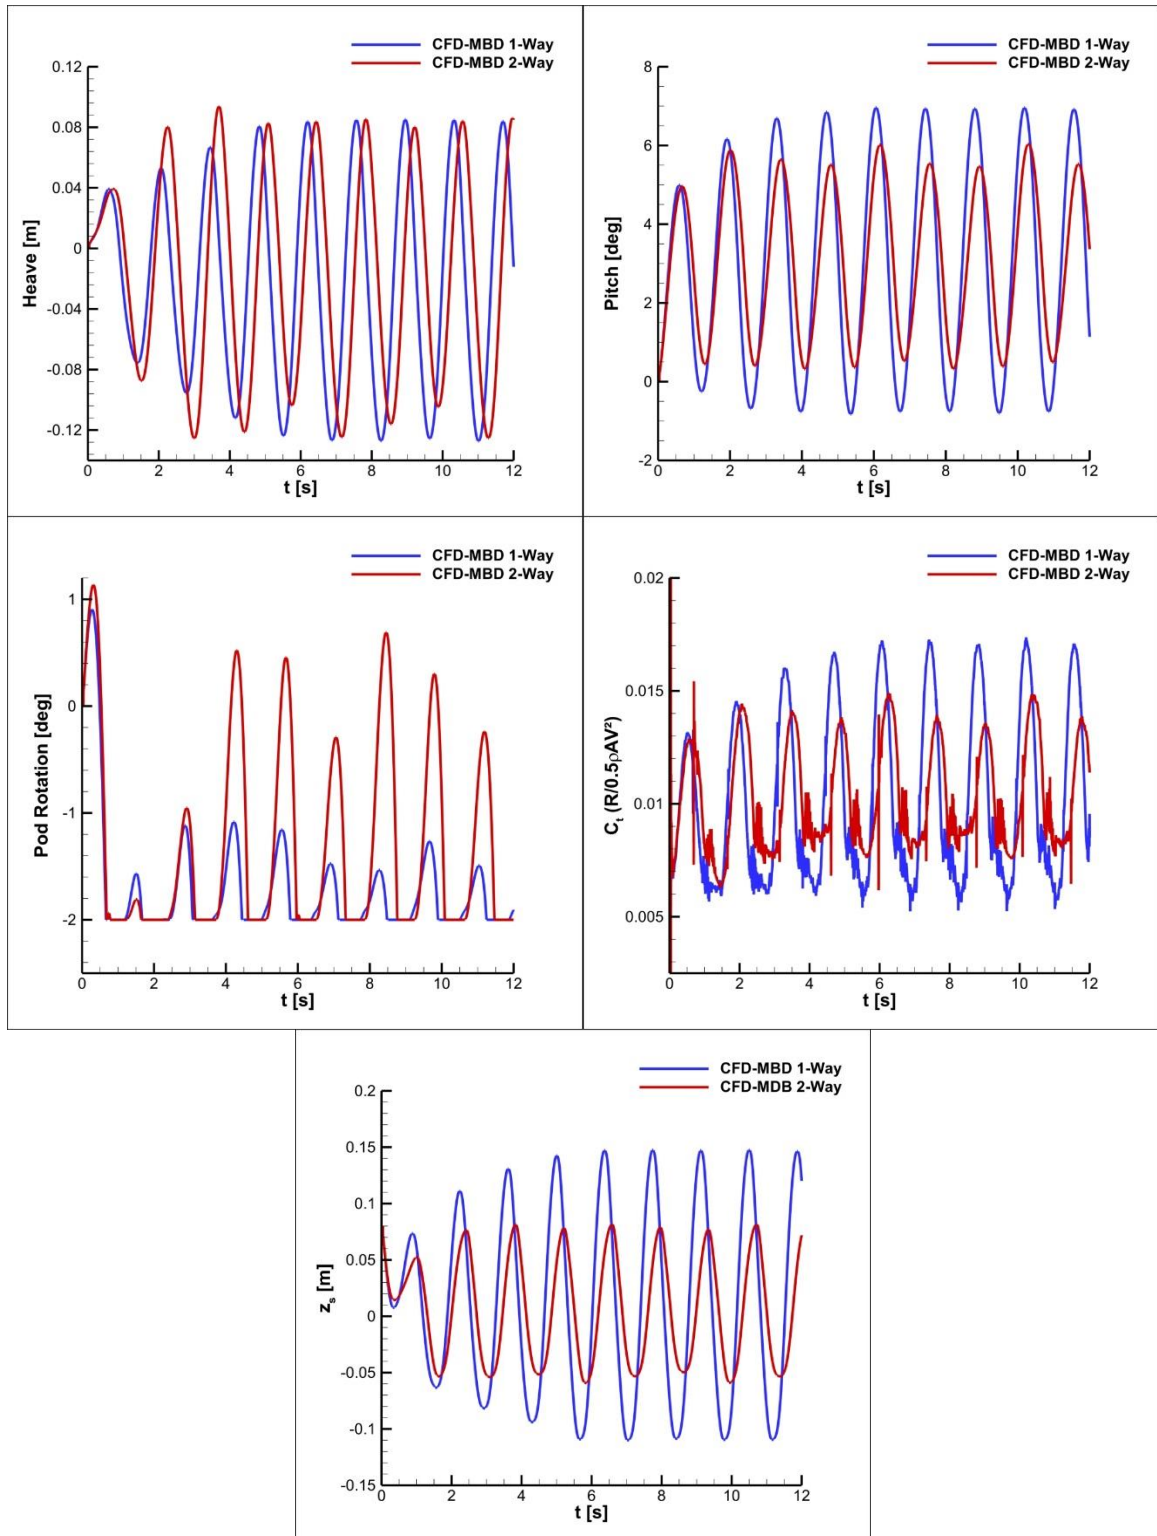 CFD-MBD 1-Way
CFD-MBD 2-Way
0.12
0.08
0.04
0
-0.04
-0.08
-0.12
Heave [m]
0 2 4 6 8 10 12
t [s]
CFD-MBD 1-Way
CFD-MBD 2-Way
8
6
4
2
0
-2
Pitch [deg]
0 2 4 6 8 10 12
t [s]
CFD-MBD 1-Way
CFD-MBD 2-Way
1
0
-1
-2
Pod Rotation [deg]
0 2 4 6 8 10 12
t [s]
CFD-MBD 1-Way
CFD-MBD 2-Way
0.02
0.015
0.01
0.005
Cₜ (R/0.5ρAV²)
0 2 4 6 8 10 12
t [s]
CFD-MBD 1-Way
CFD-MDB 2-Way
0.2
0.15
0.1
0.05
0
-0.05
-0.1
-0.15
zₛ [m]
0 2 4 6 8 10 12
t [s]